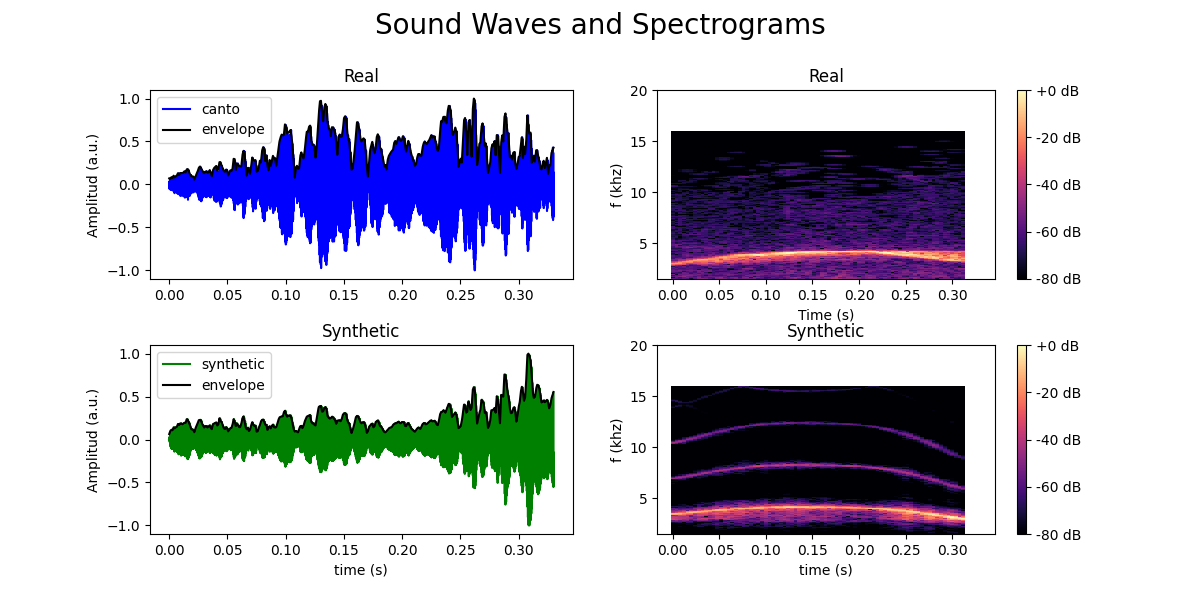 Sound Waves and Spectrograms
Real
canto
envelope
Amplitud (a.u.)
1.0
0.5
0.0
−0.5
−1.0
0.00 0.05 0.10 0.15 0.20 0.25 0.30
Real
f (khz)
20
15
10
5
0.00 0.05 0.10 0.15 0.20 0.25 0.30
Time (s)
+0 dB
-20 dB
-40 dB
-60 dB
-80 dB
Synthetic
synthetic
envelope
Amplitud (a.u.)
1.0
0.5
0.0
−0.5
−1.0
0.00 0.05 0.10 0.15 0.20 0.25 0.30
time (s)
Synthetic
f (khz)
20
15
10
5
0.00 0.05 0.10 0.15 0.20 0.25 0.30
time (s)
+0 dB
-20 dB
-40 dB
-60 dB
-80 dB